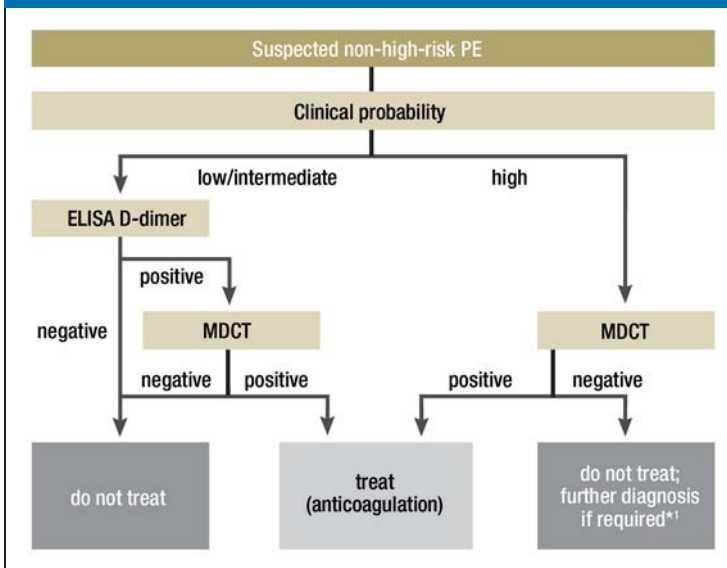 Suspected non-high-risk PE
Clinical probability
low/intermediate
high
ELISA D-dimer
positive
negative
MDCT
MDCT
negative
positive
positive
negative
do not treat
treat
(anticoagulation)
do not treat;
further diagnosis
if required*1